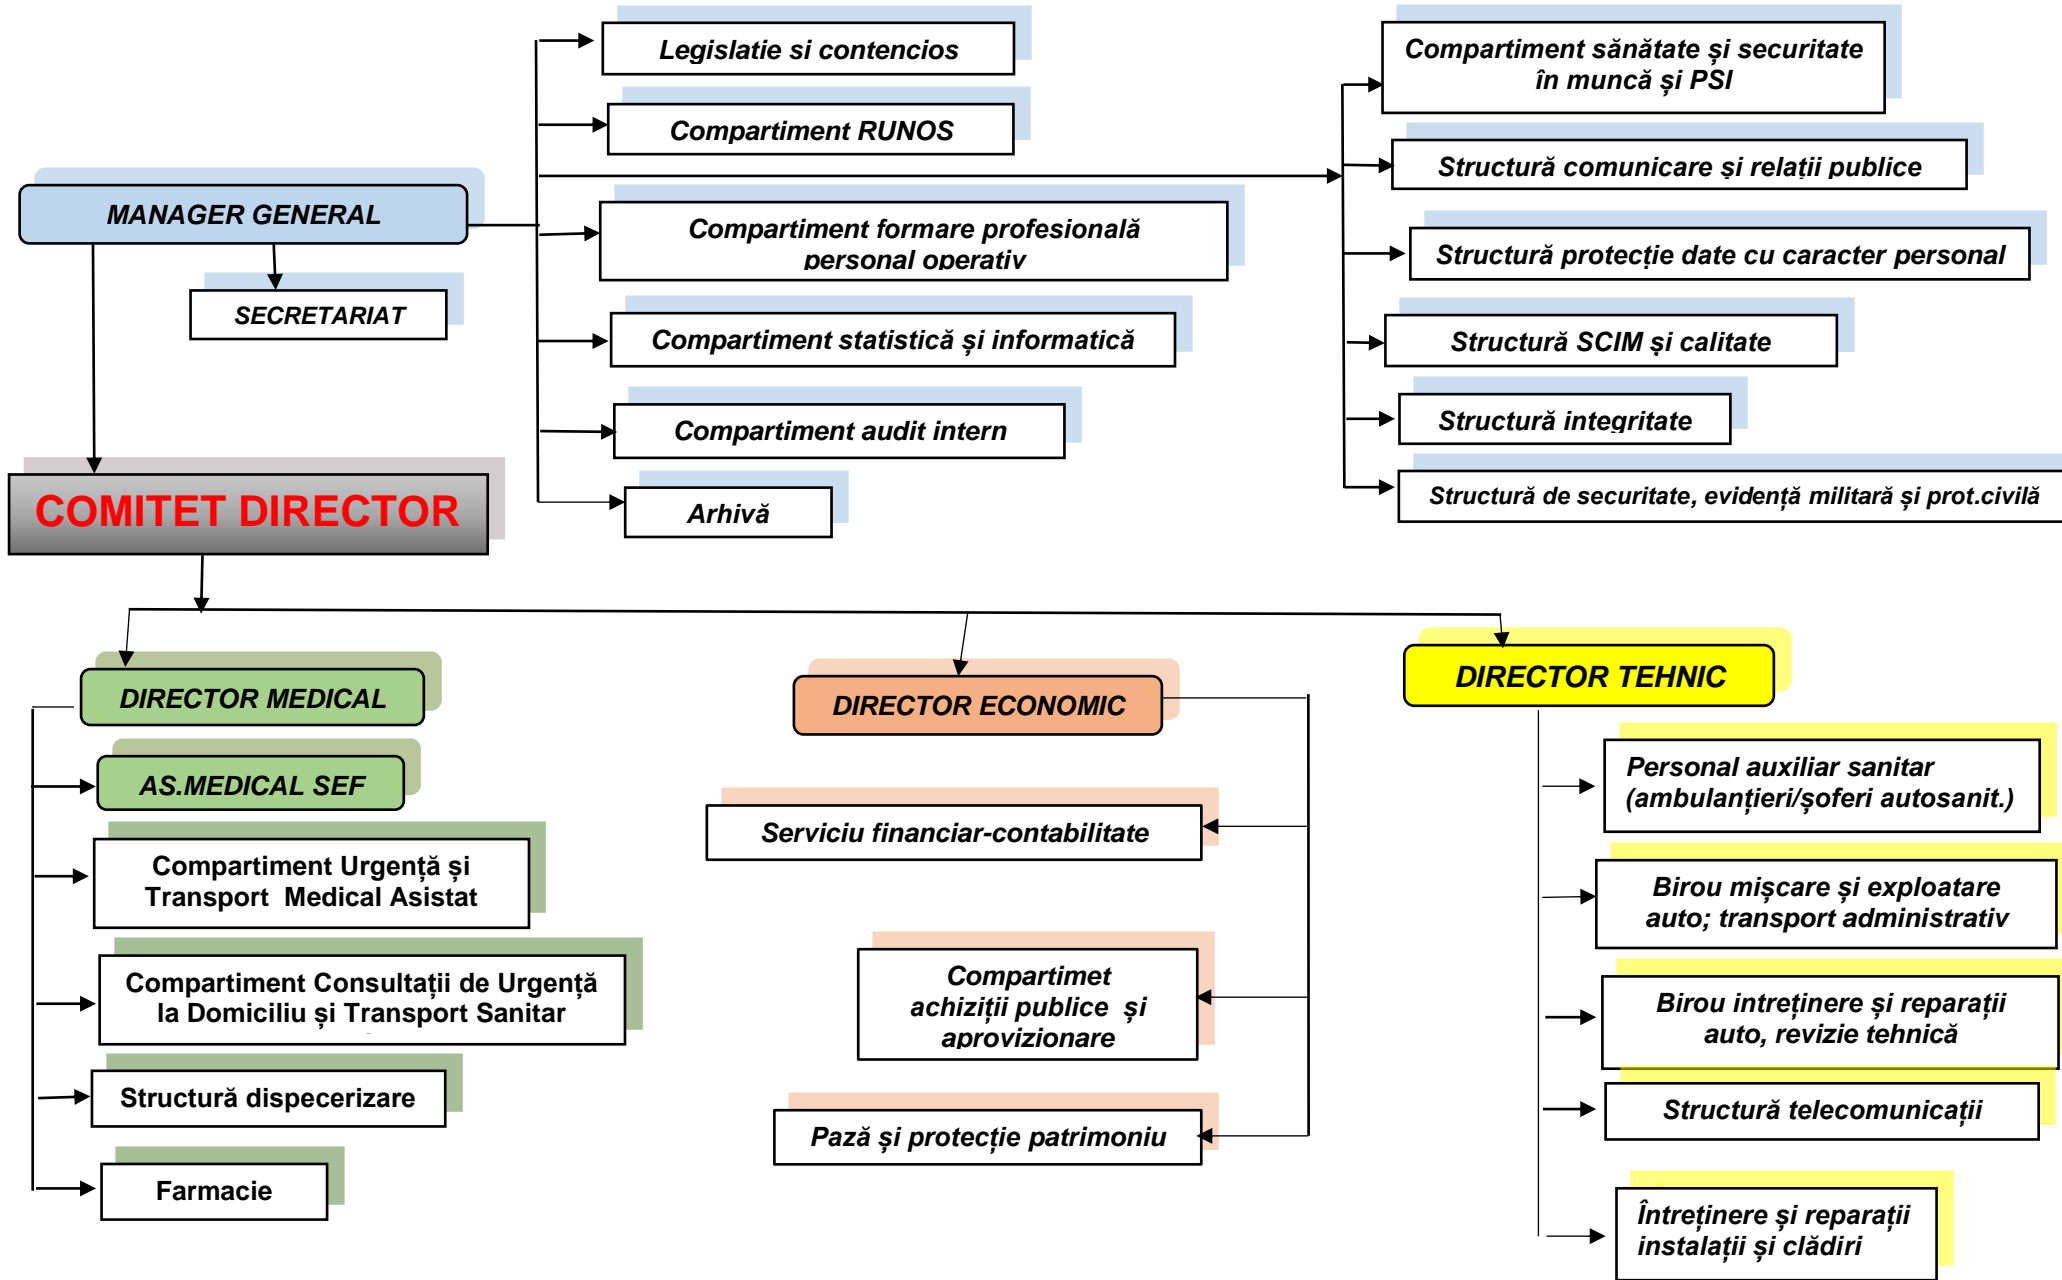 Legislatie si contencios
Compartiment RUNOS
Compartiment sănătate și securitate
în muncă și PSI
Structură comunicare și relații publice
MANAGER GENERAL
SECRETARIAT
Compartiment formare profesională
personal operativ
Structură protecție date cu caracter personal
Compartiment statistică și informatică
Structură SCIM și calitate
Compartiment audit intern
Structură integritate
Arhivă
Structură de securitate, evidență militară și prot.civilă
COMITET DIRECTOR
DIRECTOR MEDICAL
AS.MEDICAL SEF
Compartiment Urgență și
Transport Medical Asistat
Compartiment Consultații de Urgență
la Domiciliu și Transport Sanitar
Structură dispecerizare
Farmacie
DIRECTOR ECONOMIC
Serviciu financiar-contabilitate
Compartimet
achiziții publice și
aprovizionare
Pază și protecție patrimoniu
DIRECTOR TEHNIC
Personal auxiliar sanitar
(ambulanțieri/șoferi autosanit.)
Birou mișcare și exploatare
auto; transport administrativ
Birou intreținere și reparații
auto, revizie tehnică
Structură telecomunicații
Întreținere și reparații
instalații și clădiri